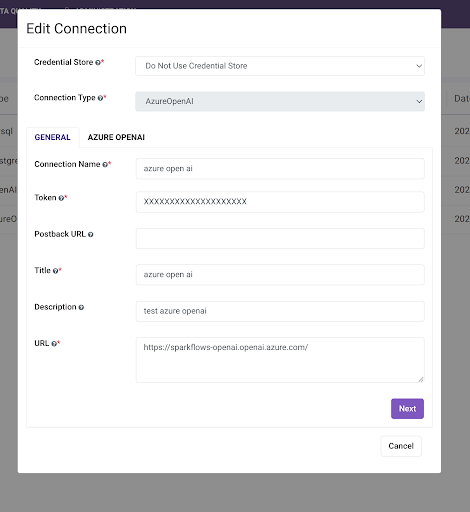 Edit Connection
Credential Store *
Do Not Use Credential Store
Connection Type *
AzureOpenAI
GENERAL
AZURE OPENAI
Connection Name *
azure open ai
Token *
XXXXXXXXXXXXXXXXXXXX
Postback URL
Title *
azure open ai
Description
test azure openai
URL *
https://sparkflows-openai.openai.azure.com/
Next
Cancel